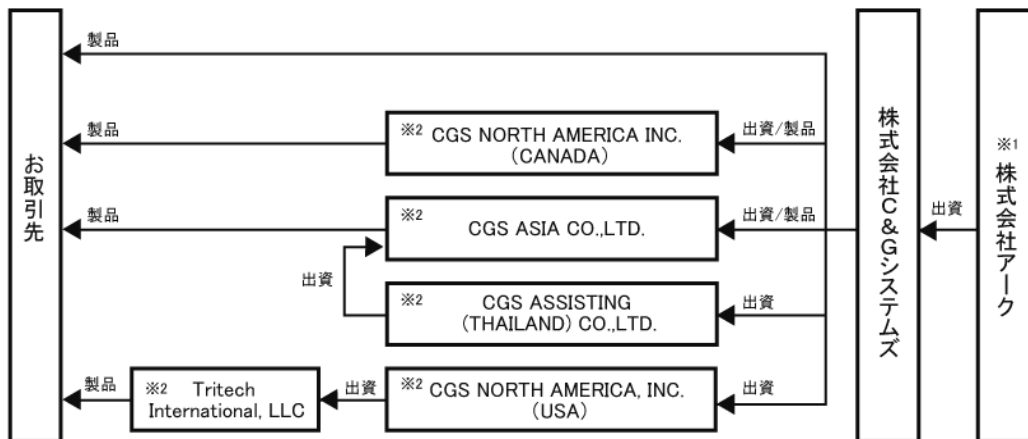 お取引先
製品
製品
※2 CGS NORTH AMERICA INC.
(CANADA)
出資/製品
製品
※2
CGS ASIA CO.,LTD.
出資/製品
出資
※2 CGS ASSISTING
(THAILAND) CO.,LTD.
出資
製品
※2 Tritech
International, LLC
出資
※2 CGS NORTH AMERICA, INC.
(USA)
出資
株式会社C&Gシステムズ
出資
※1
株式会社アーク